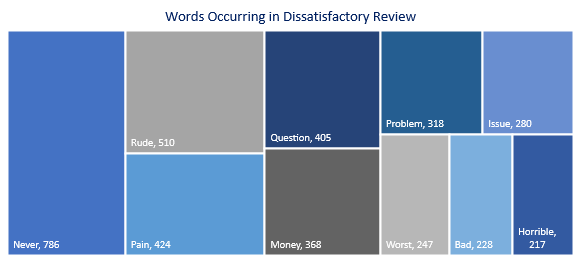 Words Occurring in Dissatisfactory Review
Never, 786
Rude, 510
Pain, 424
Question, 405
Money, 368
Problem, 318
Issue, 280
Worst, 247
Bad, 228
Horrible,
217